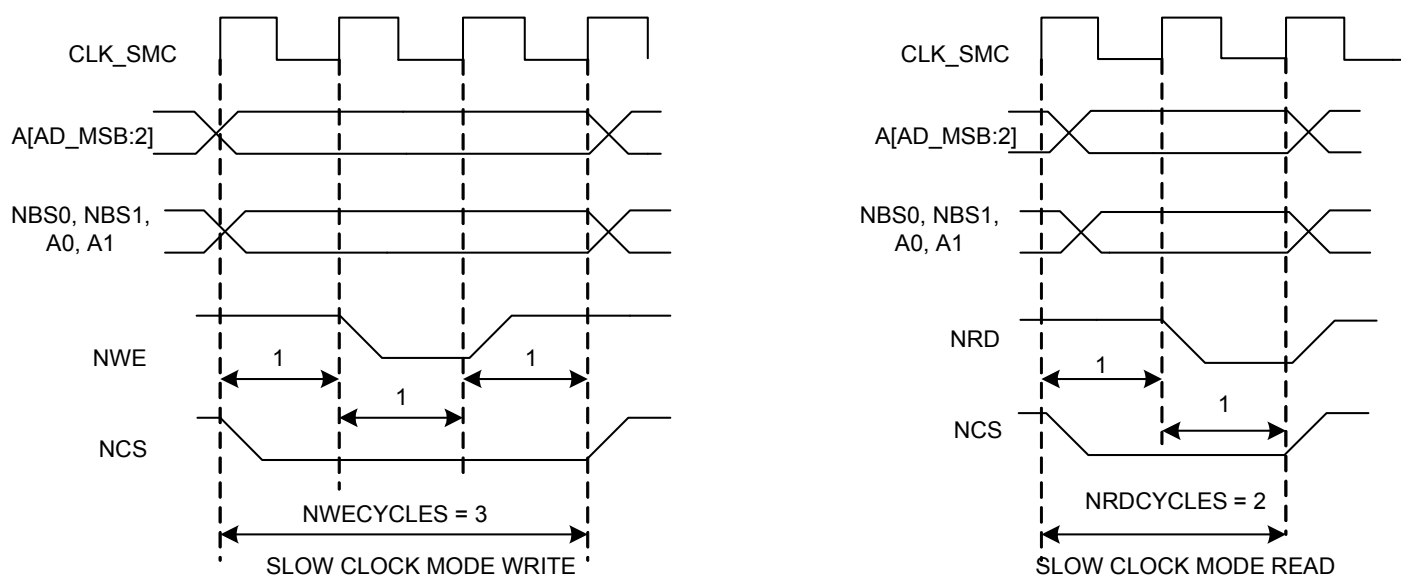 CLK_SMC
A[AD_MSB:2]
NBS0, NBS1,
A0, A1
NWE
1
1
1
NCS
NWECYCLES = 3
SLOW CLOCK MODE WRITE
CLK_SMC
A[AD_MSB:2]
NBS0, NBS1,
A0, A1
NRD
1
1
NCS
NRDCYCLES = 2
SLOW CLOCK MODE READ